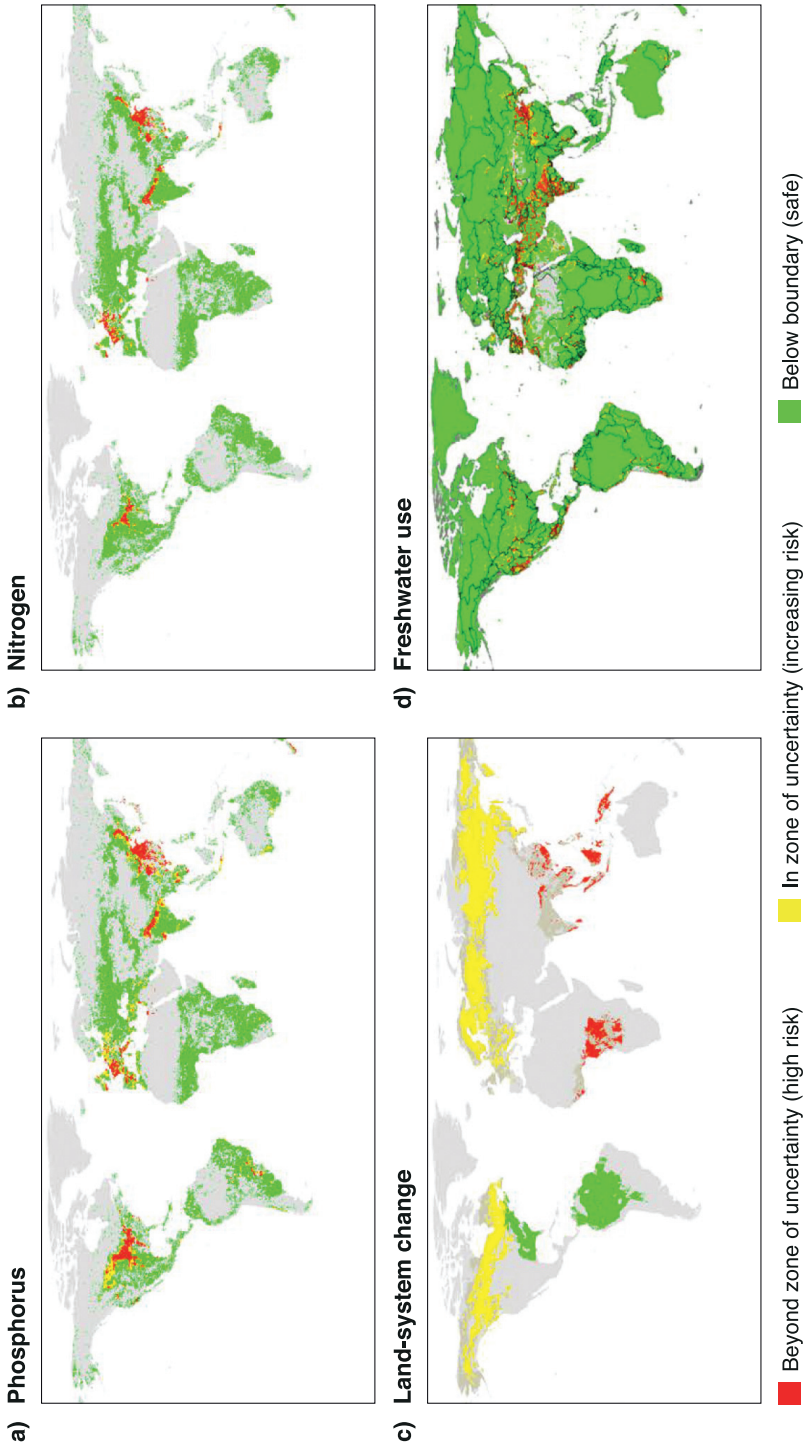 a) Phosphorus
b) Nitrogen
c) Land-system change
d) Freshwater use
Beyond zone of uncertainty (high risk)
In zone of uncertainty (increasing risk)
Below boundary (safe)